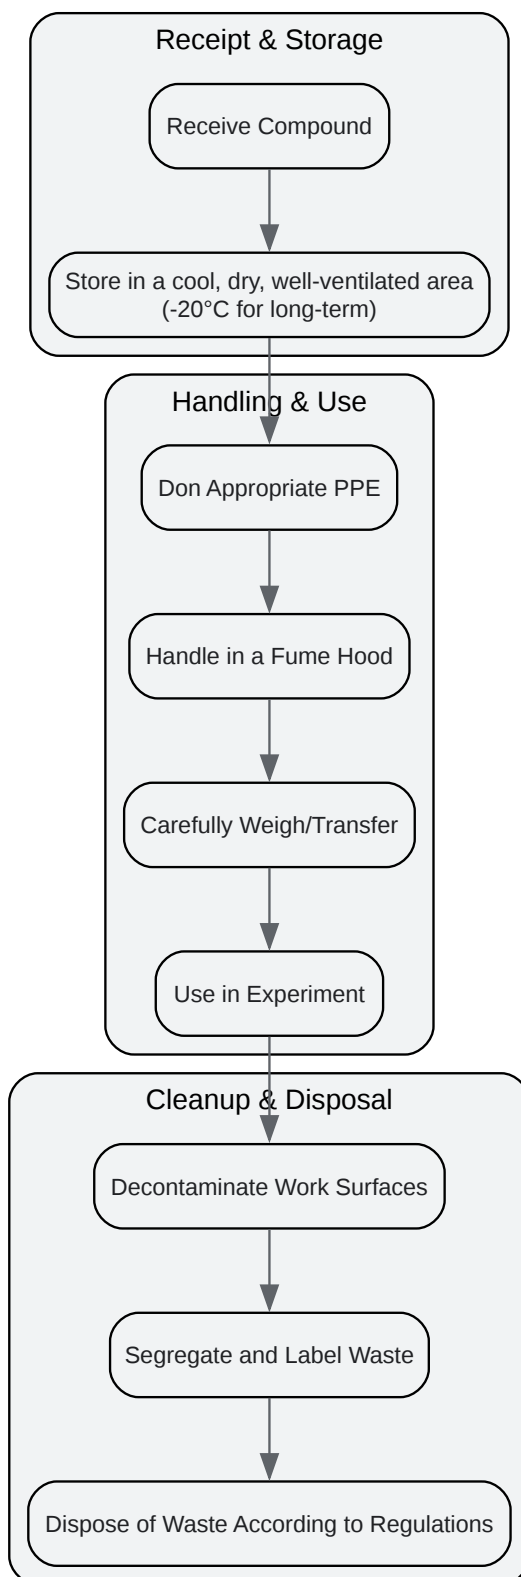 Receipt & Storage
Receive Compound
Store in a cool, dry, well-ventilated area
(-20°C for long-term)
Handling & Use
Don Appropriate PPE
Handle in a Fume Hood
Carefully Weigh/Transfer
Use in Experiment
Cleanup & Disposal
Decontaminate Work Surfaces
Segregate and Label Waste
Dispose of Waste According to Regulations